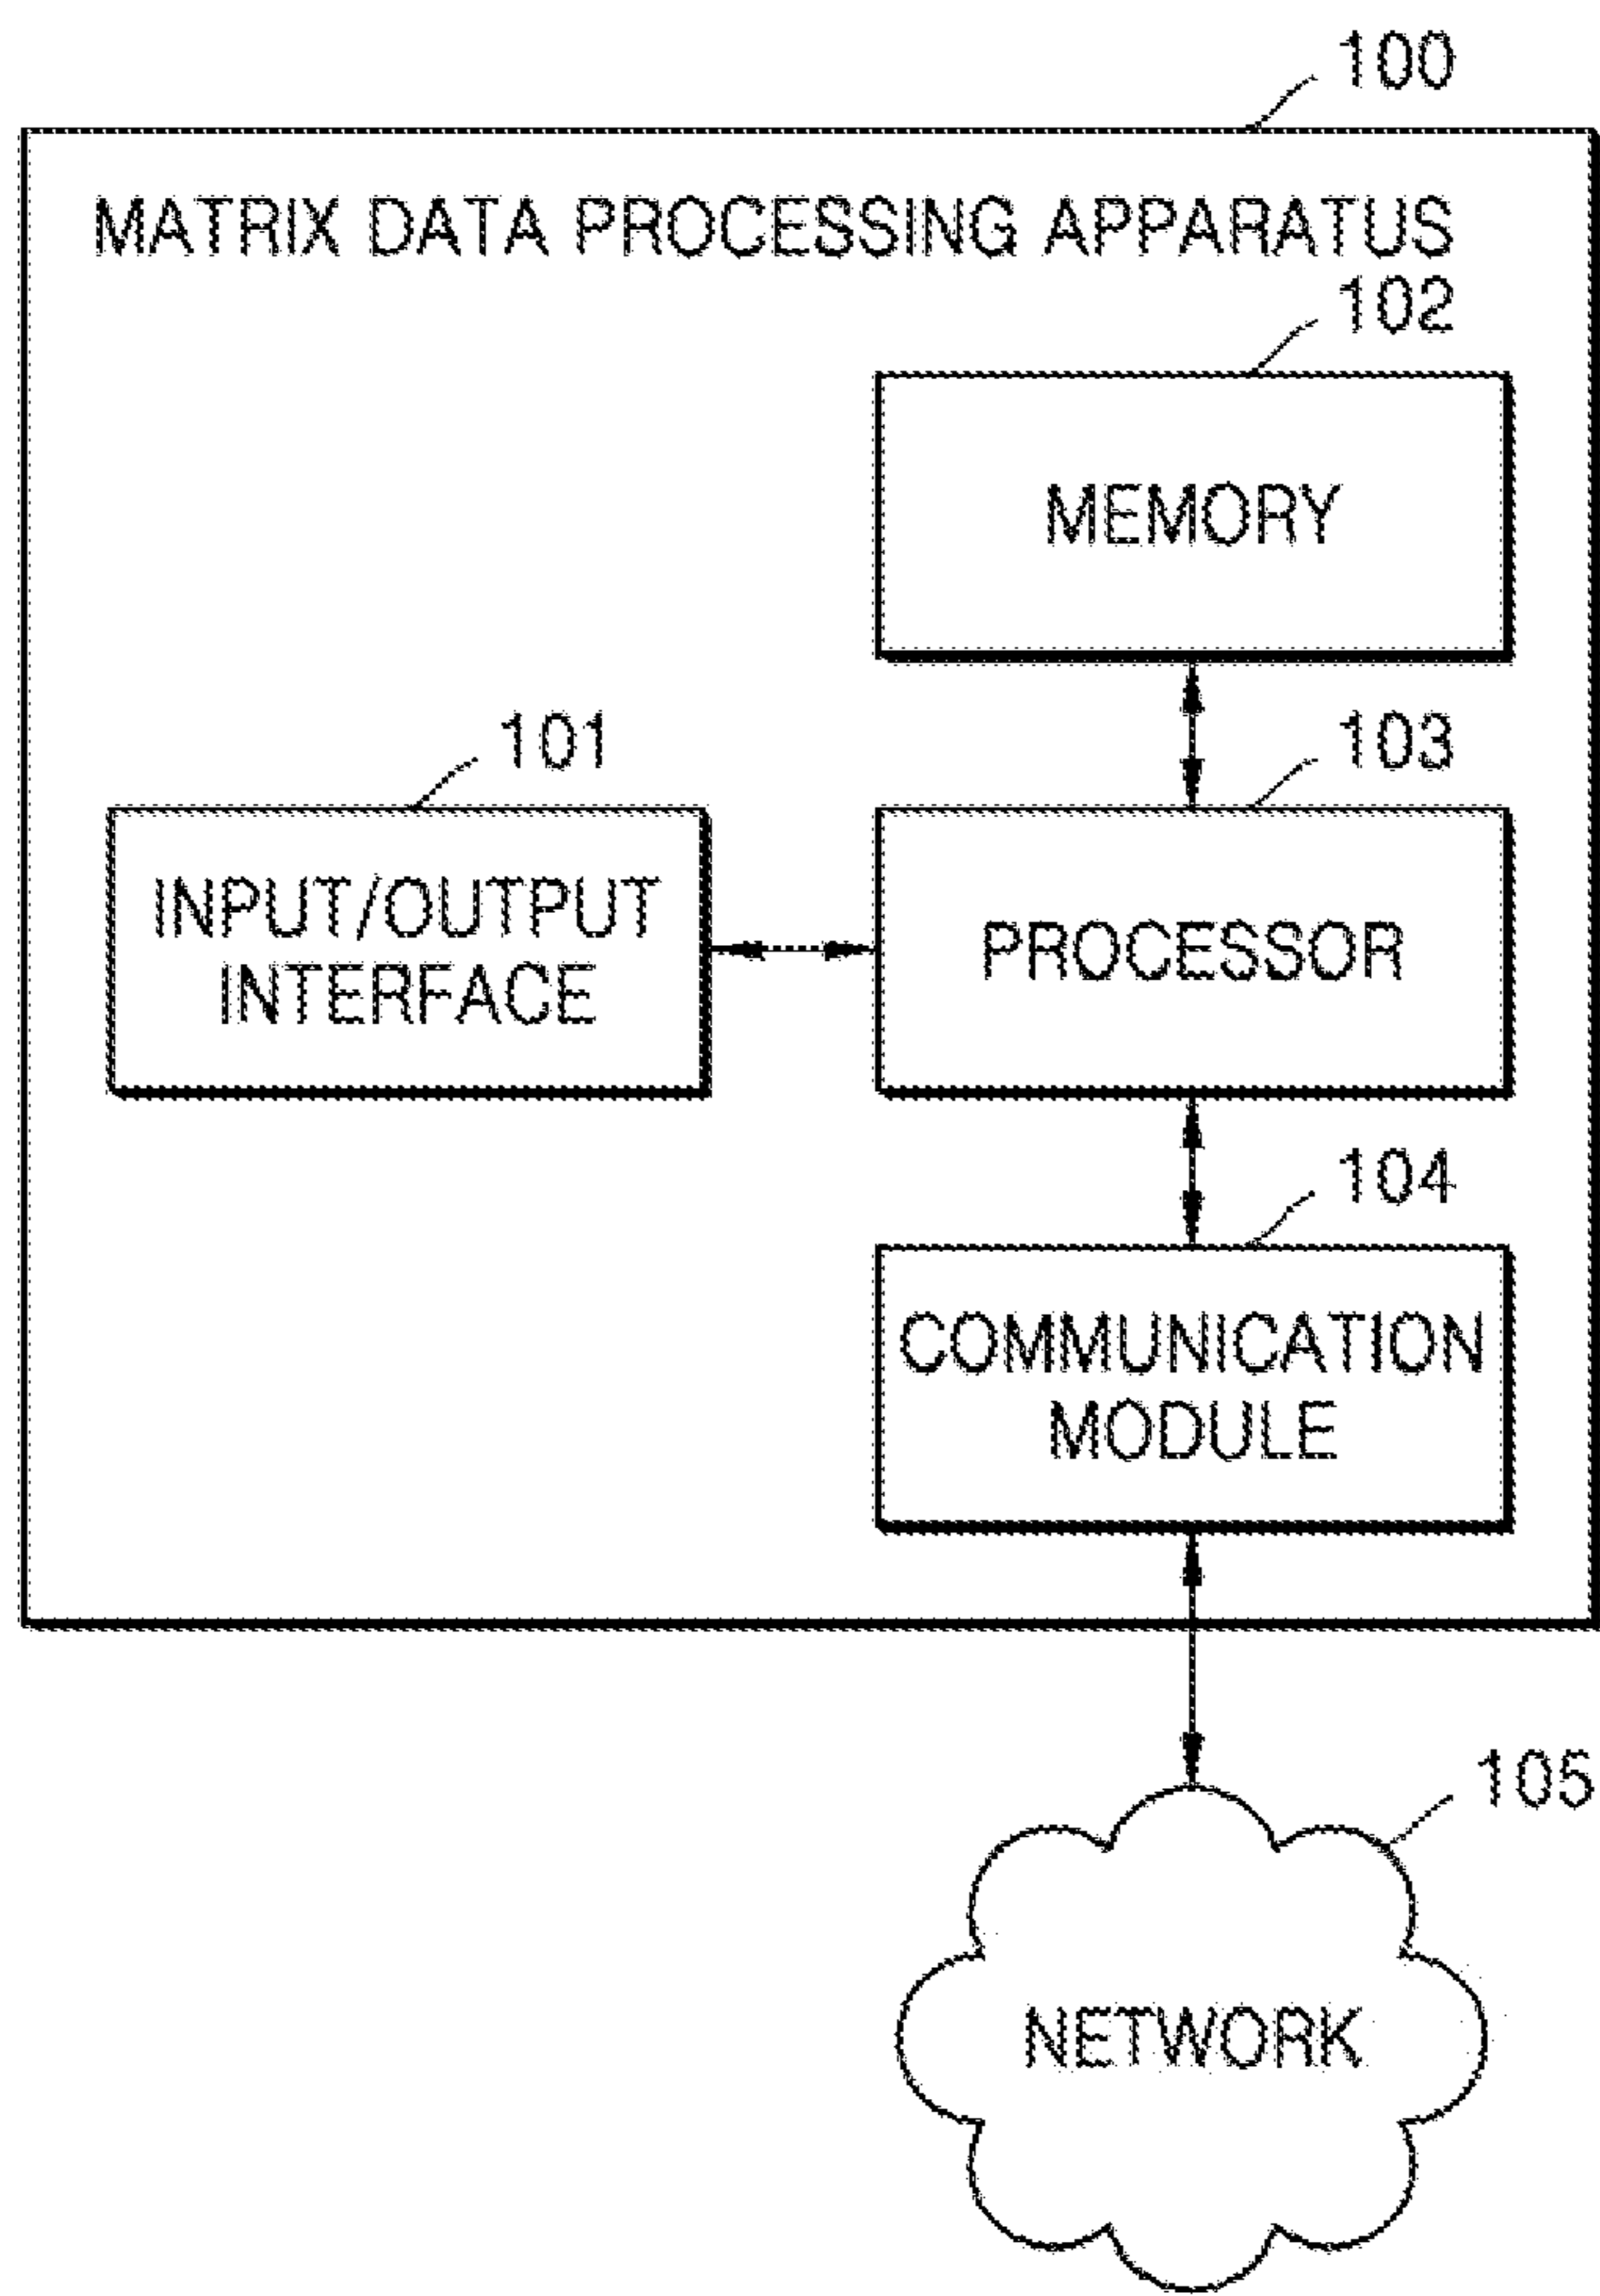 100
MATRIX DATA PROCESSING APPARATUS
102
MEMORY
101
103
INPUT/OUTPUT
INTERFACE
PROCESSOR
104
COMMUNICATION
MODULE
105
NETWORK